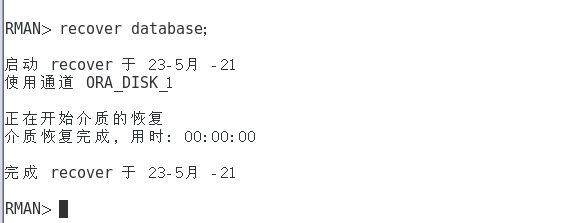 RMAN> recover database;
启动 recover 于 23-5月 -21
使用通道 ORA_DISK_1
正在开始介质的恢复
介质恢复完成, 用时: 00:00:00
完成 recover 于 23-5月 -21
RMAN>